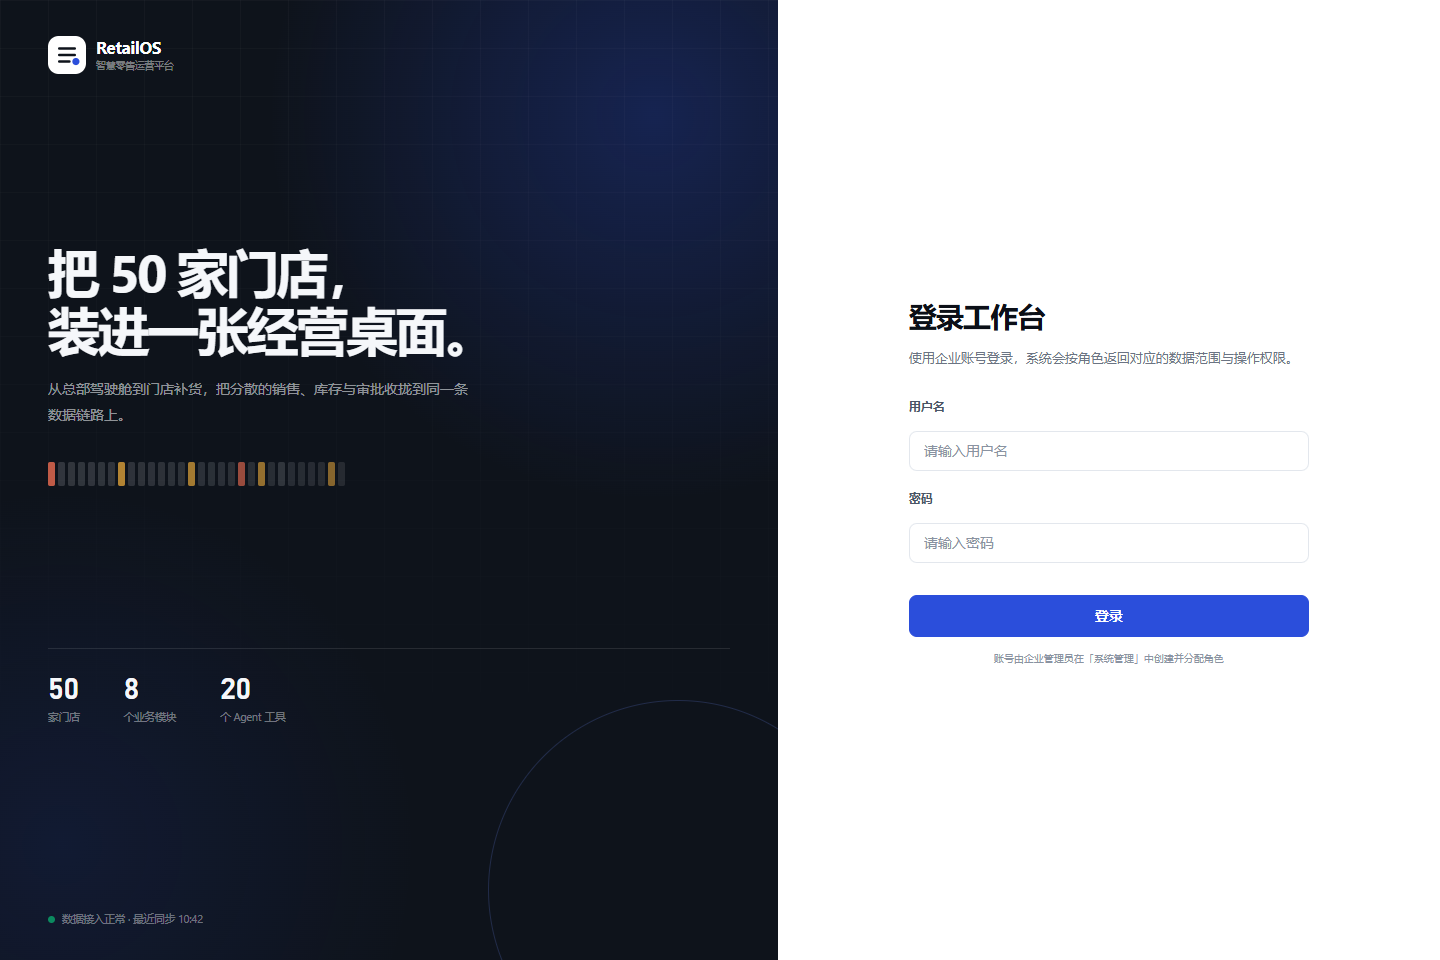 RetailOS
智慧零售运营平台
把 50 家门店，
装进一张经营桌面。
从总部驾驶舱到门店补货，把分散的销售、库存与审批收拢到同一条
数据链路上。
50
家门店
8
个业务模块
20
个 Agent 工具
数据接入正常 · 最近同步 10:42
登录工作台
使用企业账号登录，系统会按角色返回对应的数据范围与操作权限。
用户名
请输入用户名
密码
请输入密码
登录
账号由企业管理员在「系统管理」中创建并分配角色